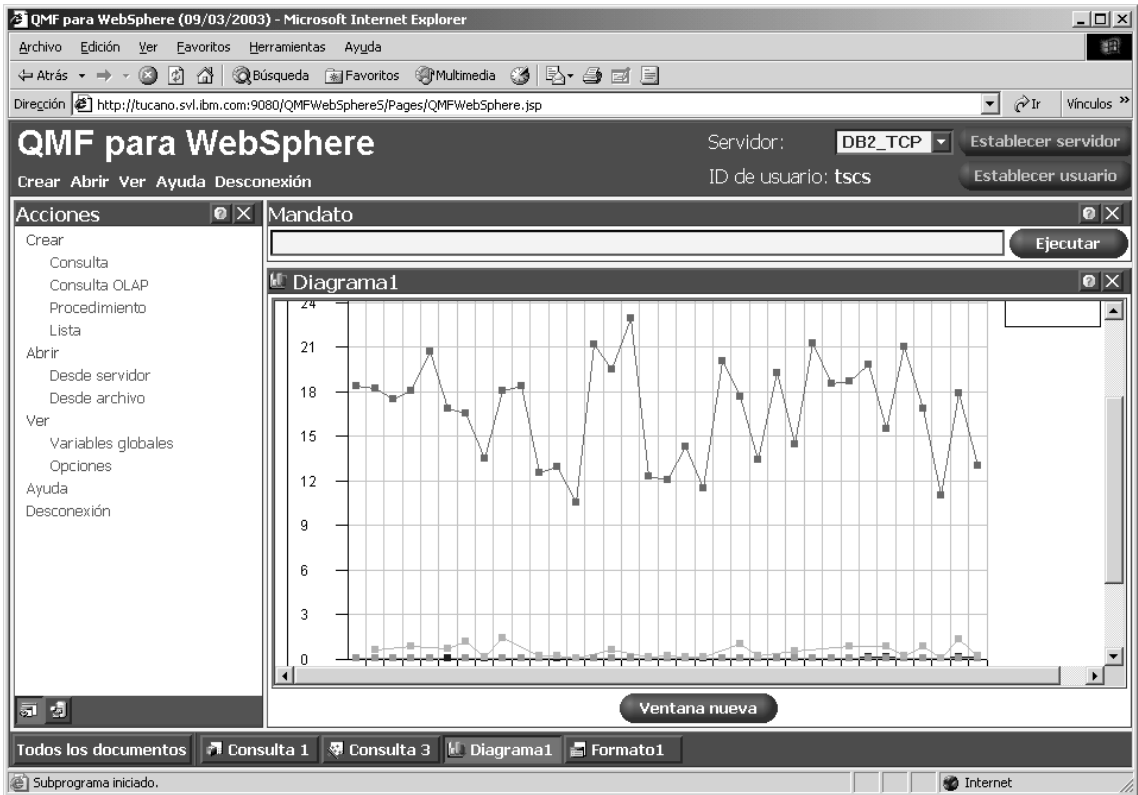 QMF para WebSphere (09/03/2003) - Microsoft Internet Explorer
Archivo Edición Ver Favoritos Herramientas Ayuda
Atrás Búsqueda Favoritos Multimedia
Dirección http://tucano.svl.ibm.com:9080/QMFWebSphereS/Pages/QMFWebSphere.jsp Ir Vínculos »
QMF para WebSphere
Servidor: DB2_TCP Establecer servidor
Crear Abrir Ver Ayuda Desconexión
ID de usuario: tscs Establecer usuario
Acciones
Crear
Consulta
Consulta OLAP
Procedimiento
Lista
Abrir
Desde servidor
Desde archivo
Ver
Variables globales
Opciones
Ayuda
Desconexión
Mandato
Ejecutar
Diagrama1
24
21
18
15
12
9
6
3
0
Ventana nueva
Todos los documentos Consulta 1 Consulta 3 Diagrama1 Formato1
Subprograma iniciado. Internet